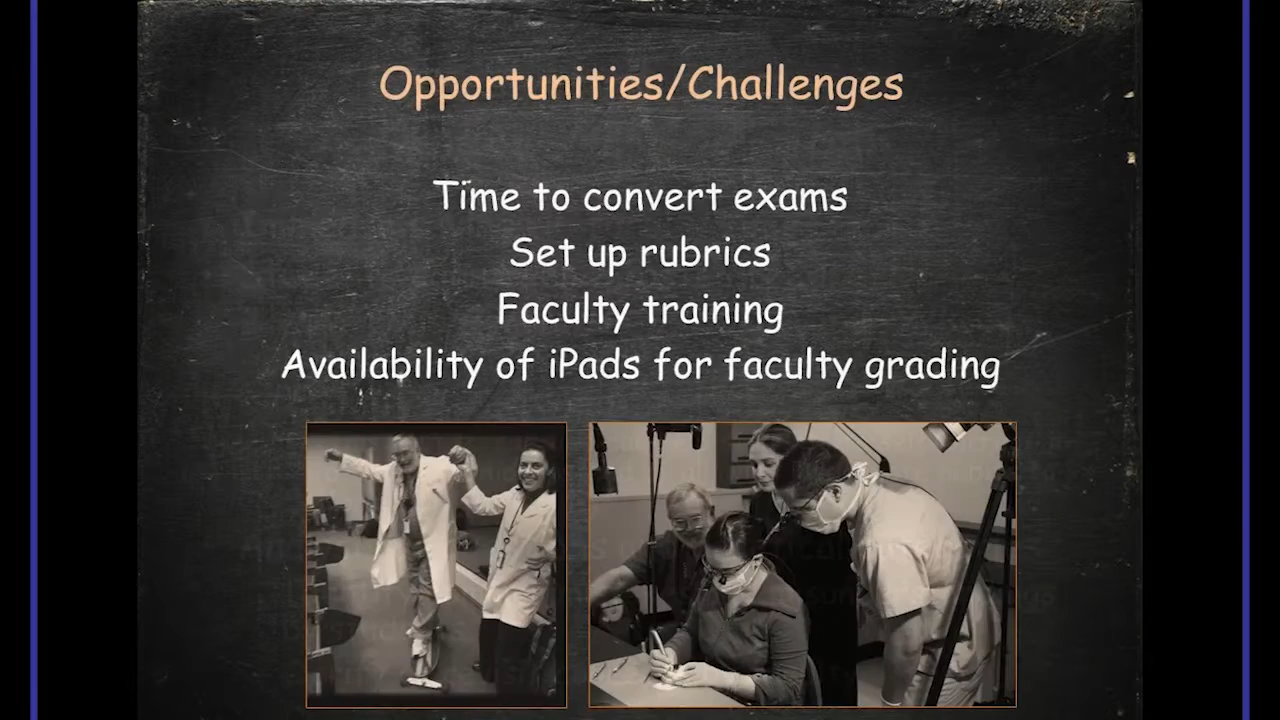 Opportunities/Challenges
Time to convert exams
Set up rubrics
Faculty training
Availability of iPads for faculty grading